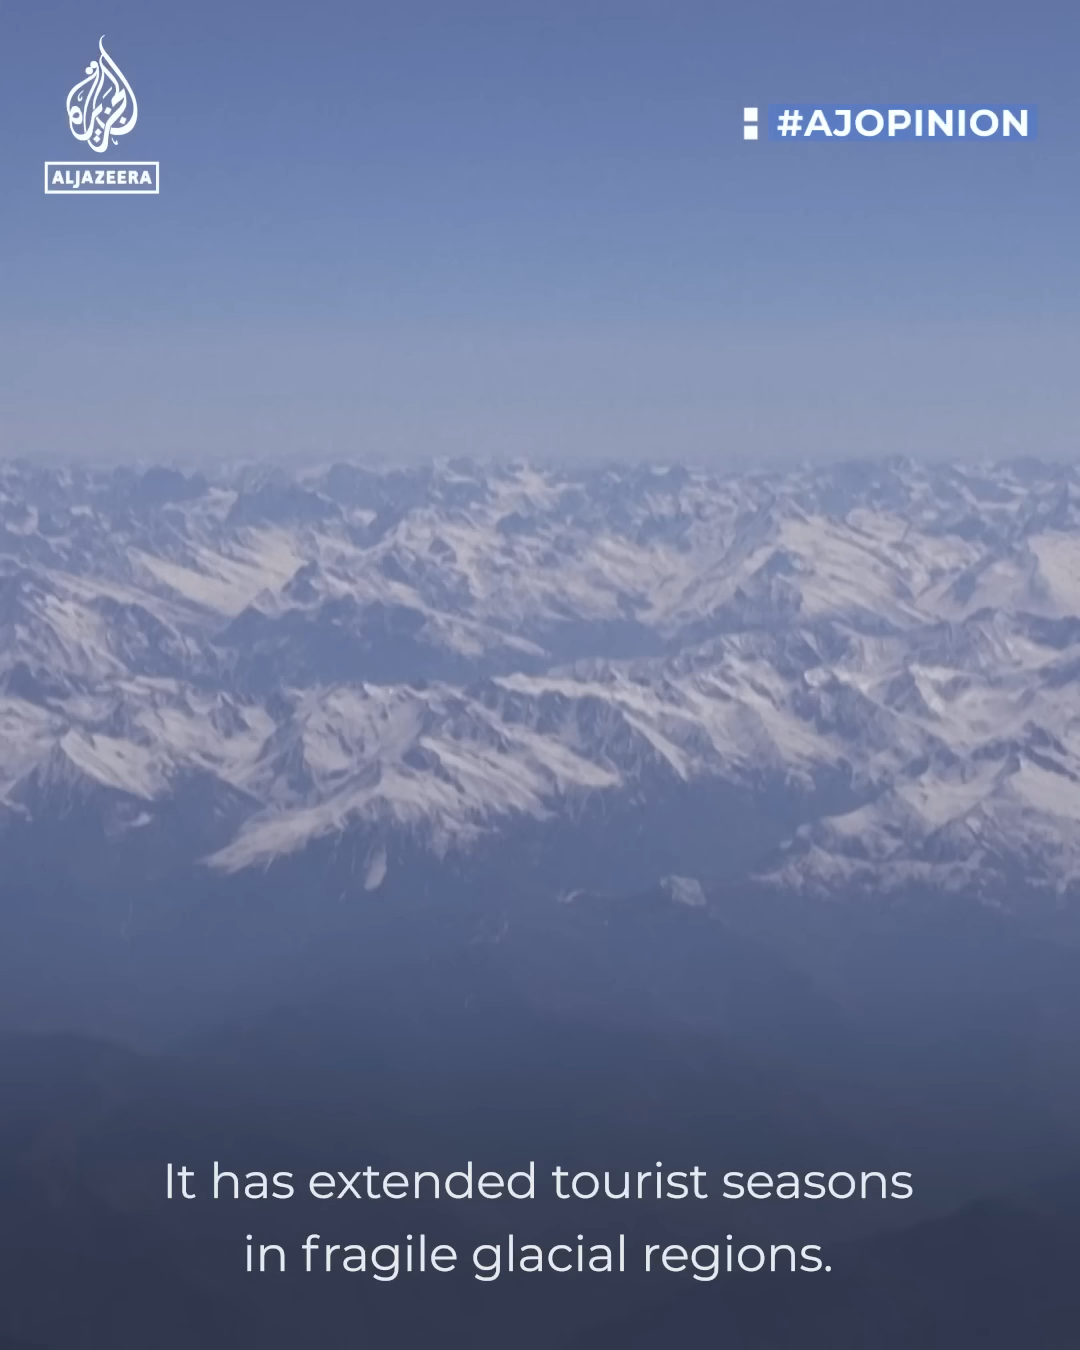 ALJAZEERA
#AJOPINION
It has extended tourist seasons
in fragile glacial regions.